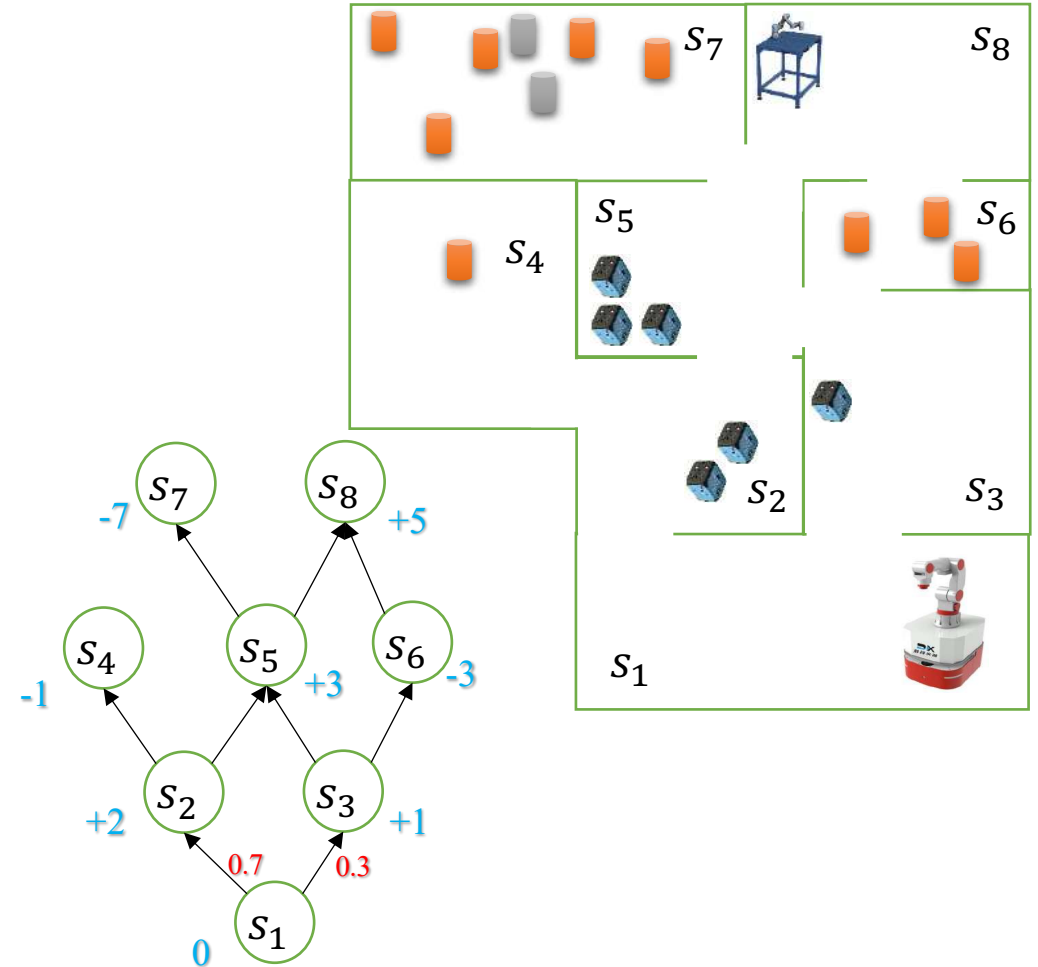 s₇
s₈
s₅
s₆
s₄
s₂
s₃
s₁
s₇
s₈
-7
+5
s₄
s₅
s₆
-1
+3
-3
s₂
s₃
+2
+1
0.7
0.3
s₁
0